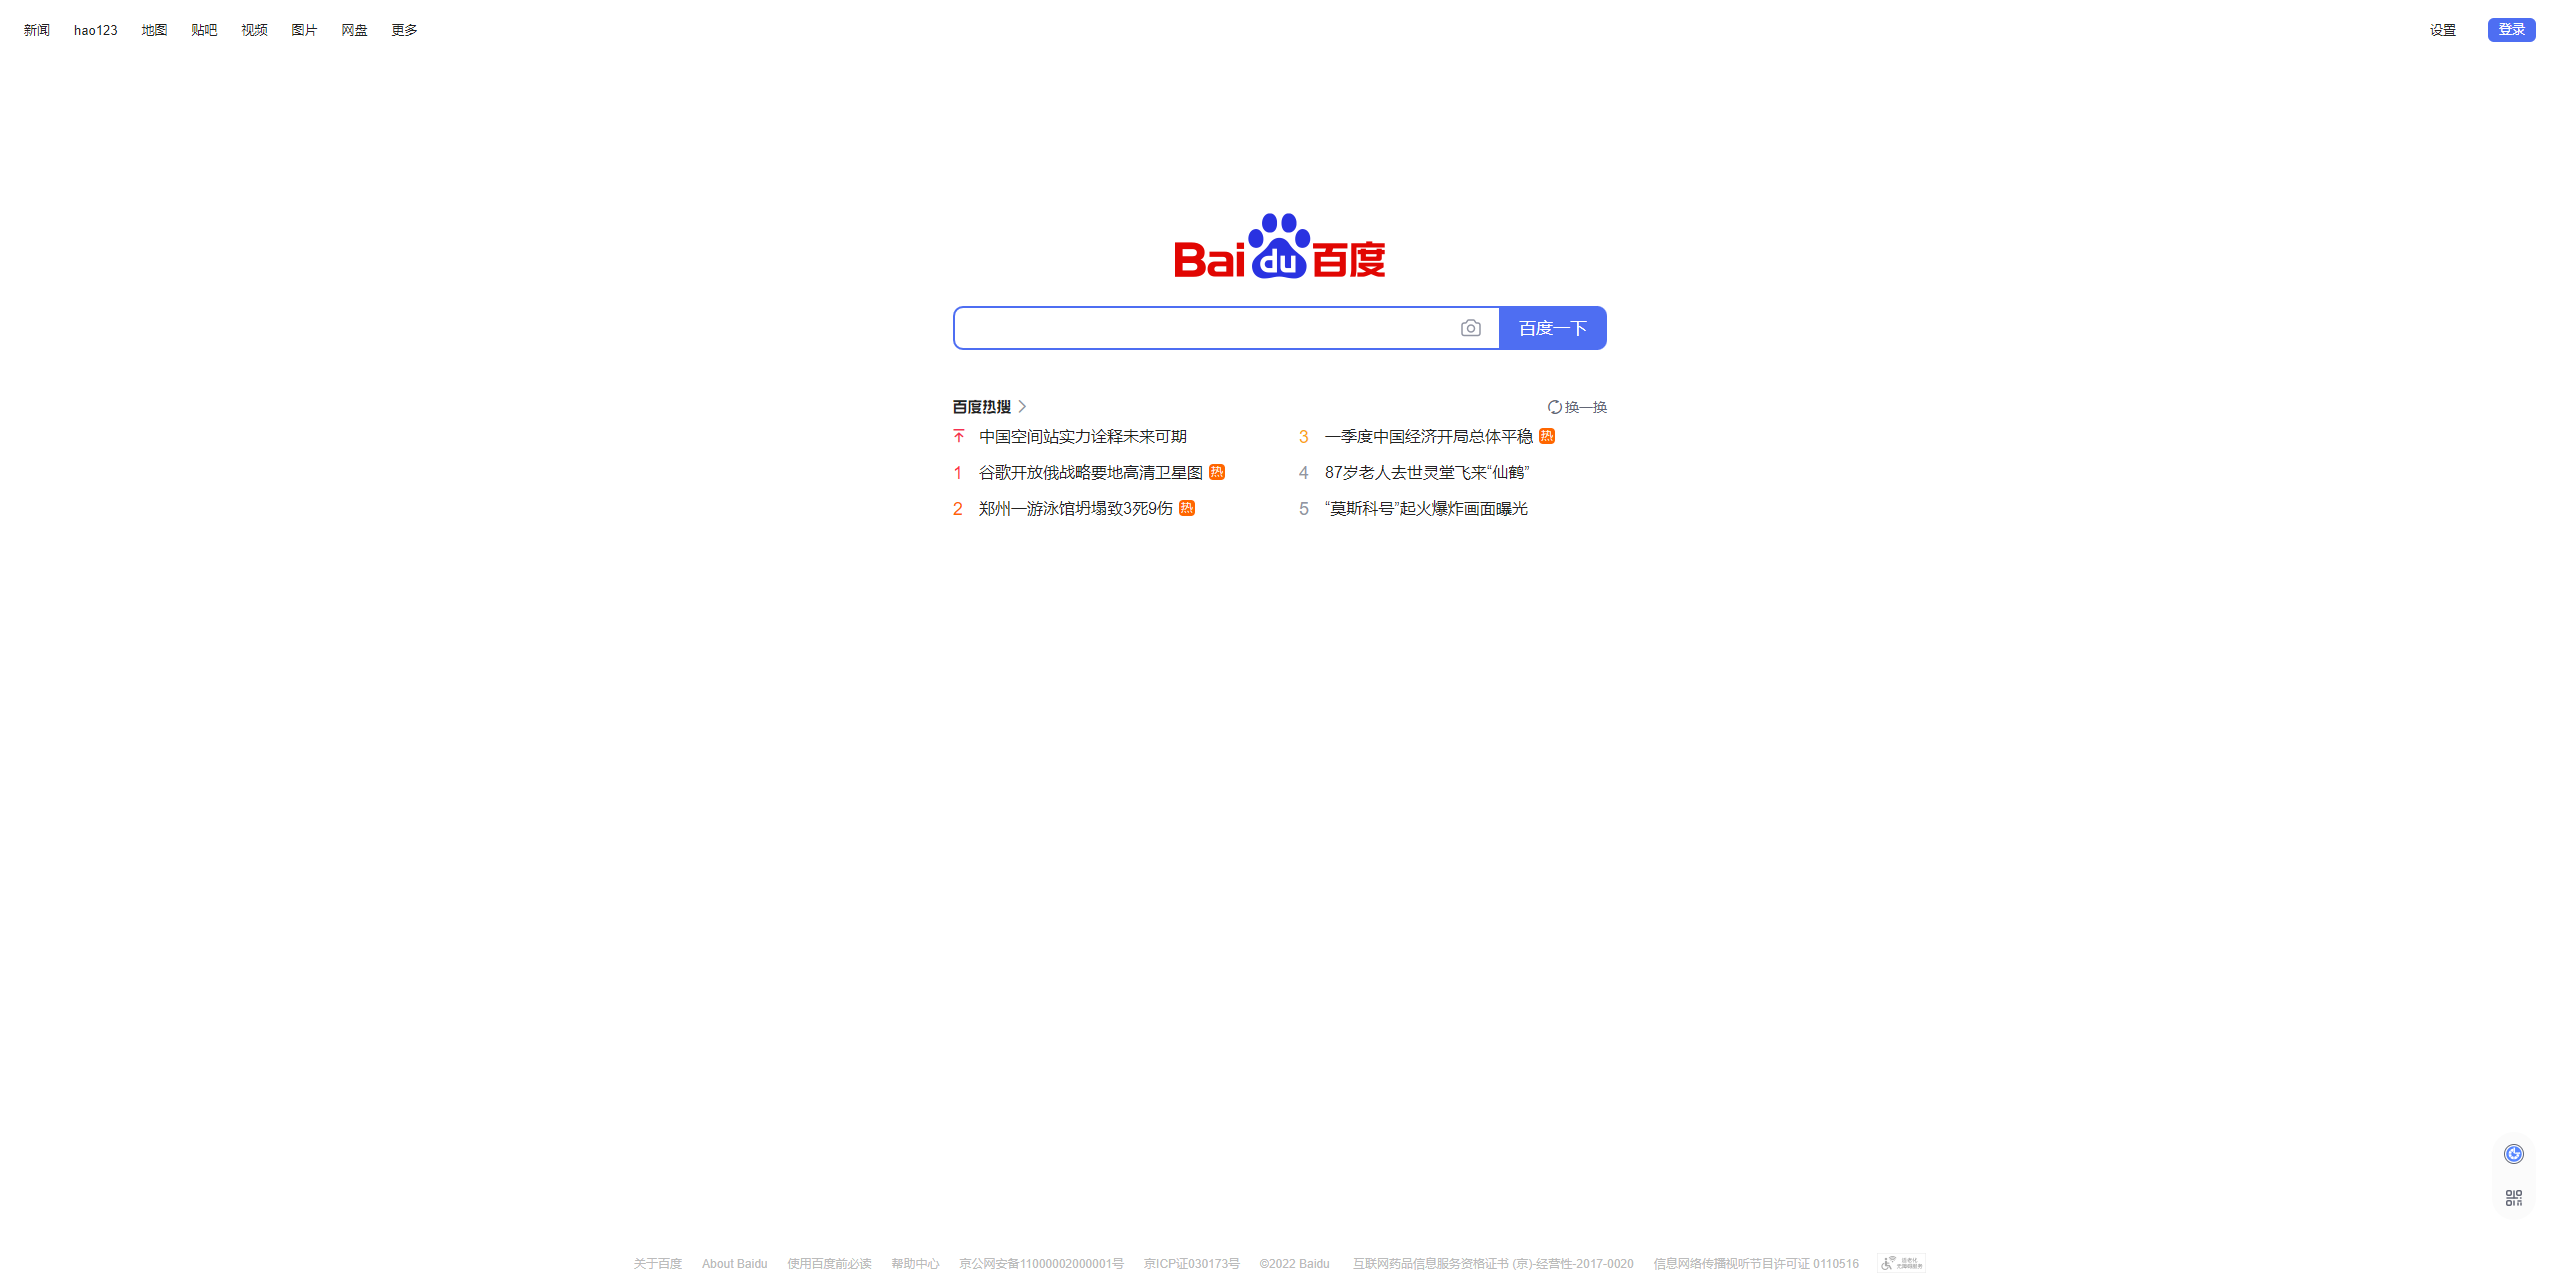 新闻 hao123 地图 贴吧 视频 图片 网盘 更多 设置 登录
Baidu百度
百度一下
百度热搜 换一换
中国空间站实力诠释未来可期
1 谷歌开放俄战略要地高清卫星图 热
2 郑州一游泳馆坍塌致3死9伤 热
3 一季度中国经济开局总体平稳 热
4 87岁老人去世灵堂飞来“仙鹤”
5 “莫斯科号”起火爆炸画面曝光
关于百度 About Baidu 使用百度前必读 帮助中心 京公网安备11000002000001号 京ICP证030173号 ©2022 Baidu 互联网药品信息服务资格证书 (京)-经营性-2017-0020 信息网络传播视听节目许可证 0110516